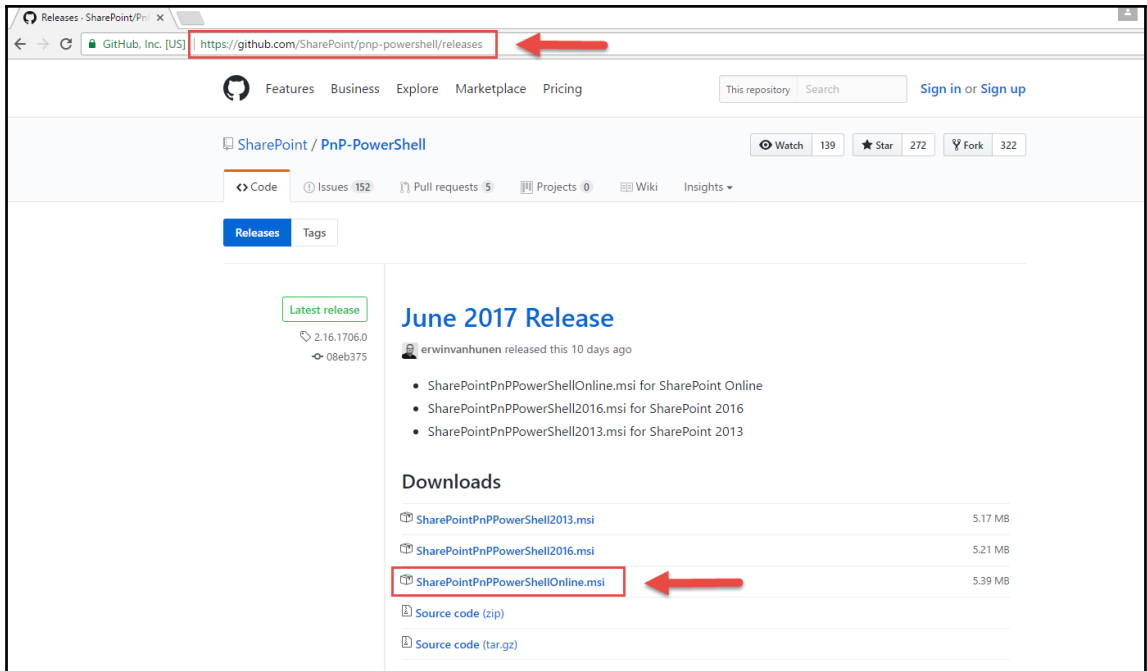 Releases · SharePoint/Pn
GitHub, Inc. [US] https://github.com/SharePoint/pnp-powershell/releases
Features Business Explore Marketplace Pricing This repository Search Sign in or Sign up
SharePoint / PnP-PowerShell Watch 139 Star 272 Fork 322
Code Issues 152 Pull requests 5 Projects 0 Wiki Insights
Releases Tags
Latest release
2.16.1706.0
08eb375
June 2017 Release
erwinvanhunen released this 10 days ago
• SharePointPnPPowerShellOnline.msi for SharePoint Online
• SharePointPnPPowerShell2016.msi for SharePoint 2016
• SharePointPnPPowerShell2013.msi for SharePoint 2013
Downloads
SharePointPnPPowerShell2013.msi 5.17 MB
SharePointPnPPowerShell2016.msi 5.21 MB
SharePointPnPPowerShellOnline.msi 5.39 MB
Source code (zip)
Source code (tar.gz)